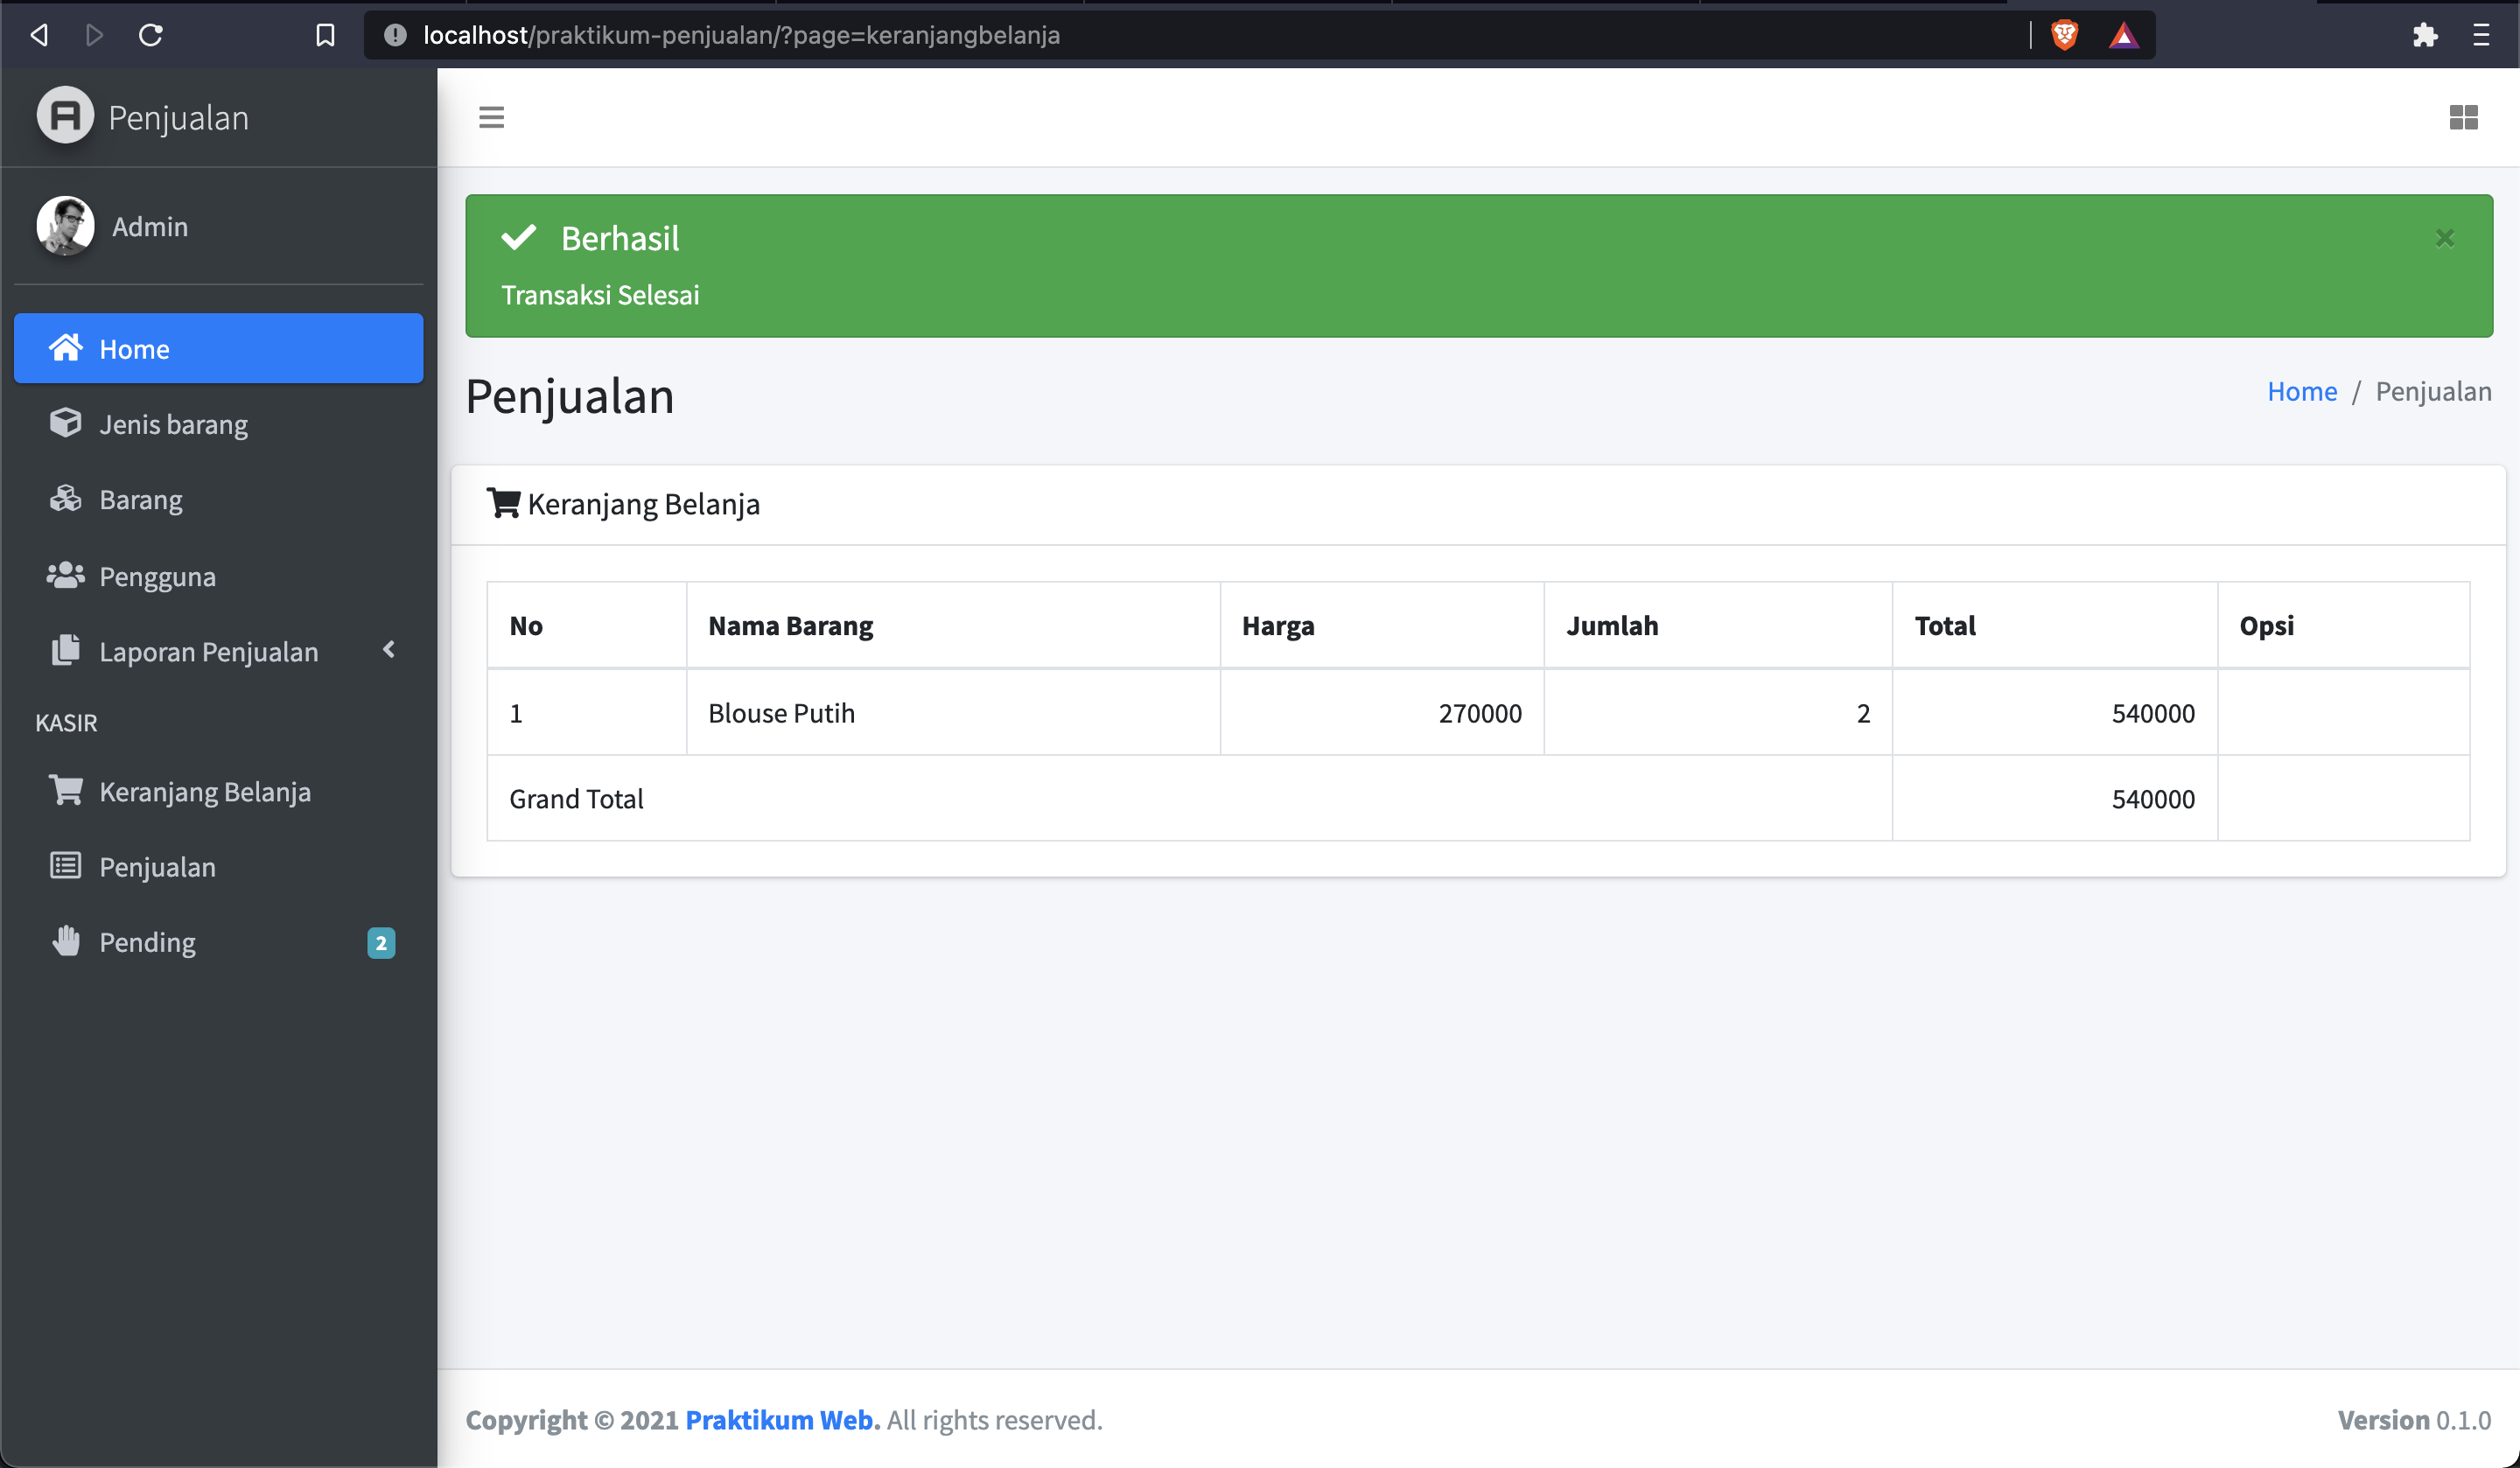 localhost/praktikum-penjualan/?page=keranjangbelanja
Penjualan
Admin
Home
Jenis barang
Barang
Pengguna
Laporan Penjualan
KASIR
Keranjang Belanja
Penjualan
Pending 2
Berhasil
Transaksi Selesai
Penjualan
Home / Penjualan
Keranjang Belanja
No Nama Barang Harga Jumlah Total Opsi
1 Blouse Putih 270000 2 540000
Grand Total 540000
Copyright © 2021 Praktikum Web. All rights reserved.
Version 0.1.0